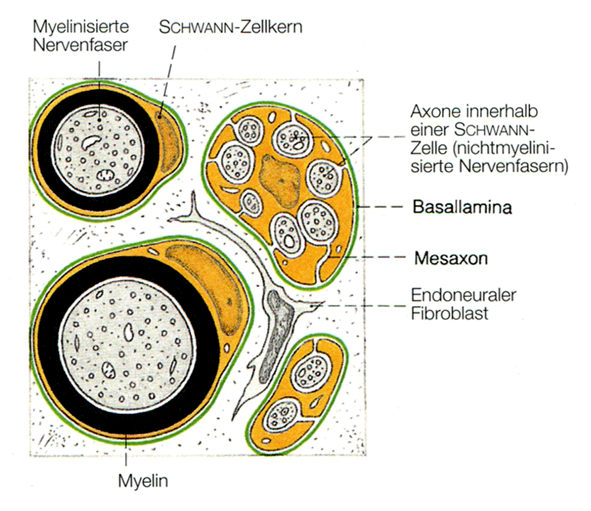 Myelinisierte
Nervenfaser
SCHWANN-Zellkern
Axone innerhalb
einer SCHWANN-
Zelle (nichtmyelini-
sierte Nervenfasern)
Basallamina
Mesaxon
Endoneuraler
Fibroblast
Myelin